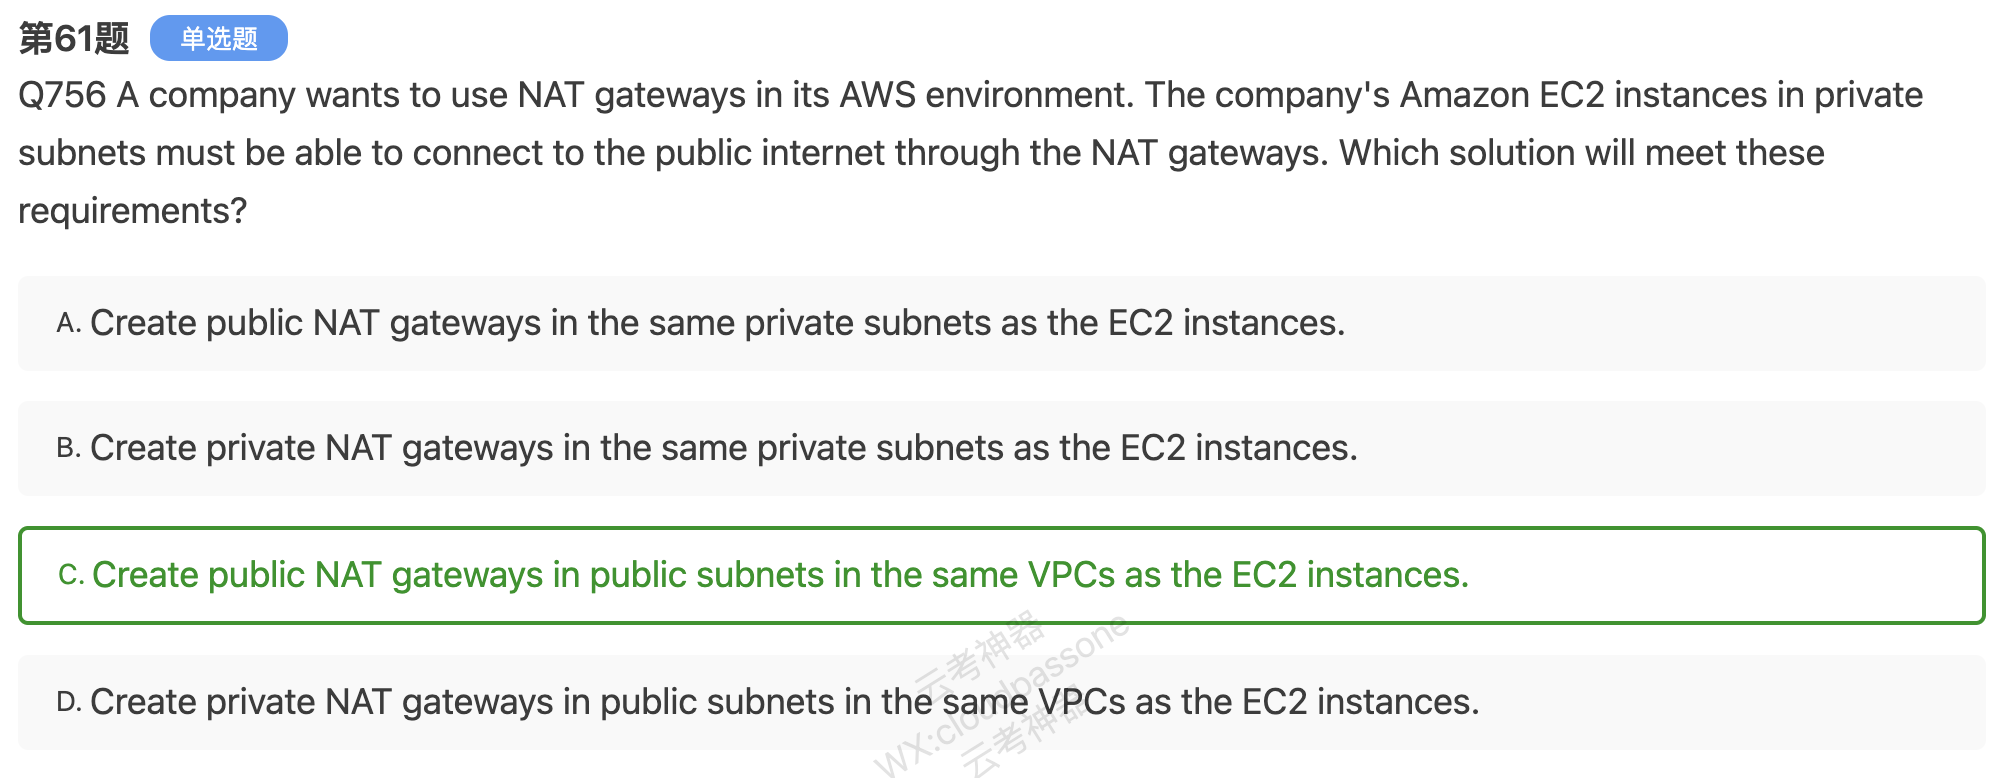 第61题 单选题
Q756 A company wants to use NAT gateways in its AWS environment. The company's Amazon EC2 instances in private
subnets must be able to connect to the public internet through the NAT gateways. Which solution will meet these
requirements?
A. Create public NAT gateways in the same private subnets as the EC2 instances.
B. Create private NAT gateways in the same private subnets as the EC2 instances.
C. Create public NAT gateways in public subnets in the same VPCs as the EC2 instances.
D. Create private NAT gateways in public subnets in the same VPCs as the EC2 instances.
云考神器
WX:cloudpassone
云考神器